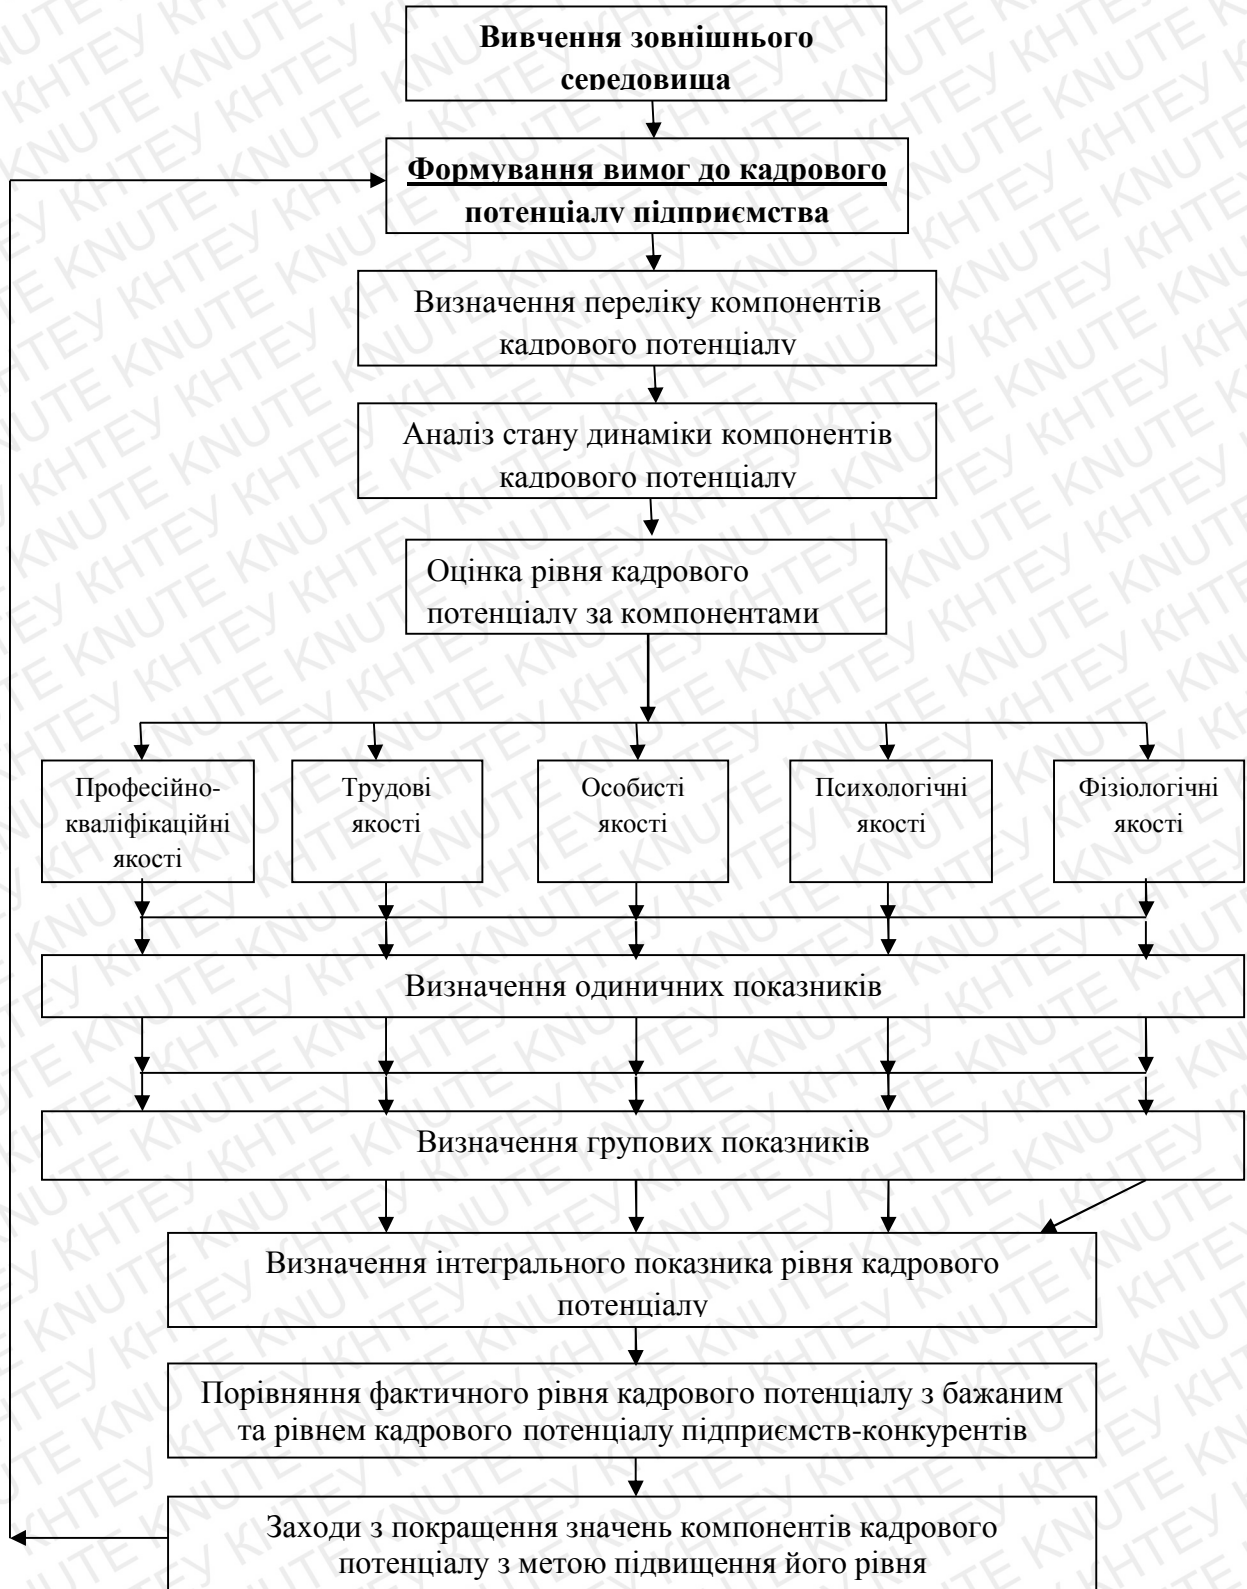 Вивчення зовнішнього
середовища
Формування вимог до кадрового
потенціалу підприємства
Визначення переліку компонентів
кадрового потенціалу
Аналіз стану динаміки компонентів
кадрового потенціалу
Оцінка рівня кадрового
потенціалу за компонентами
Професійно-
кваліфікаційні
якості
Трудові
якості
Особисті
якості
Психологічні
якості
Фізіологічні
якості
Визначення одиничних показників
Визначення групових показників
Визначення інтегрального показника рівня кадрового
потенціалу
Порівняння фактичного рівня кадрового потенціалу з бажаним
та рівнем кадрового потенціалу підприємств-конкурентів
Заходи з покращення значень компонентів кадрового
потенціалу з метою підвищення його рівня